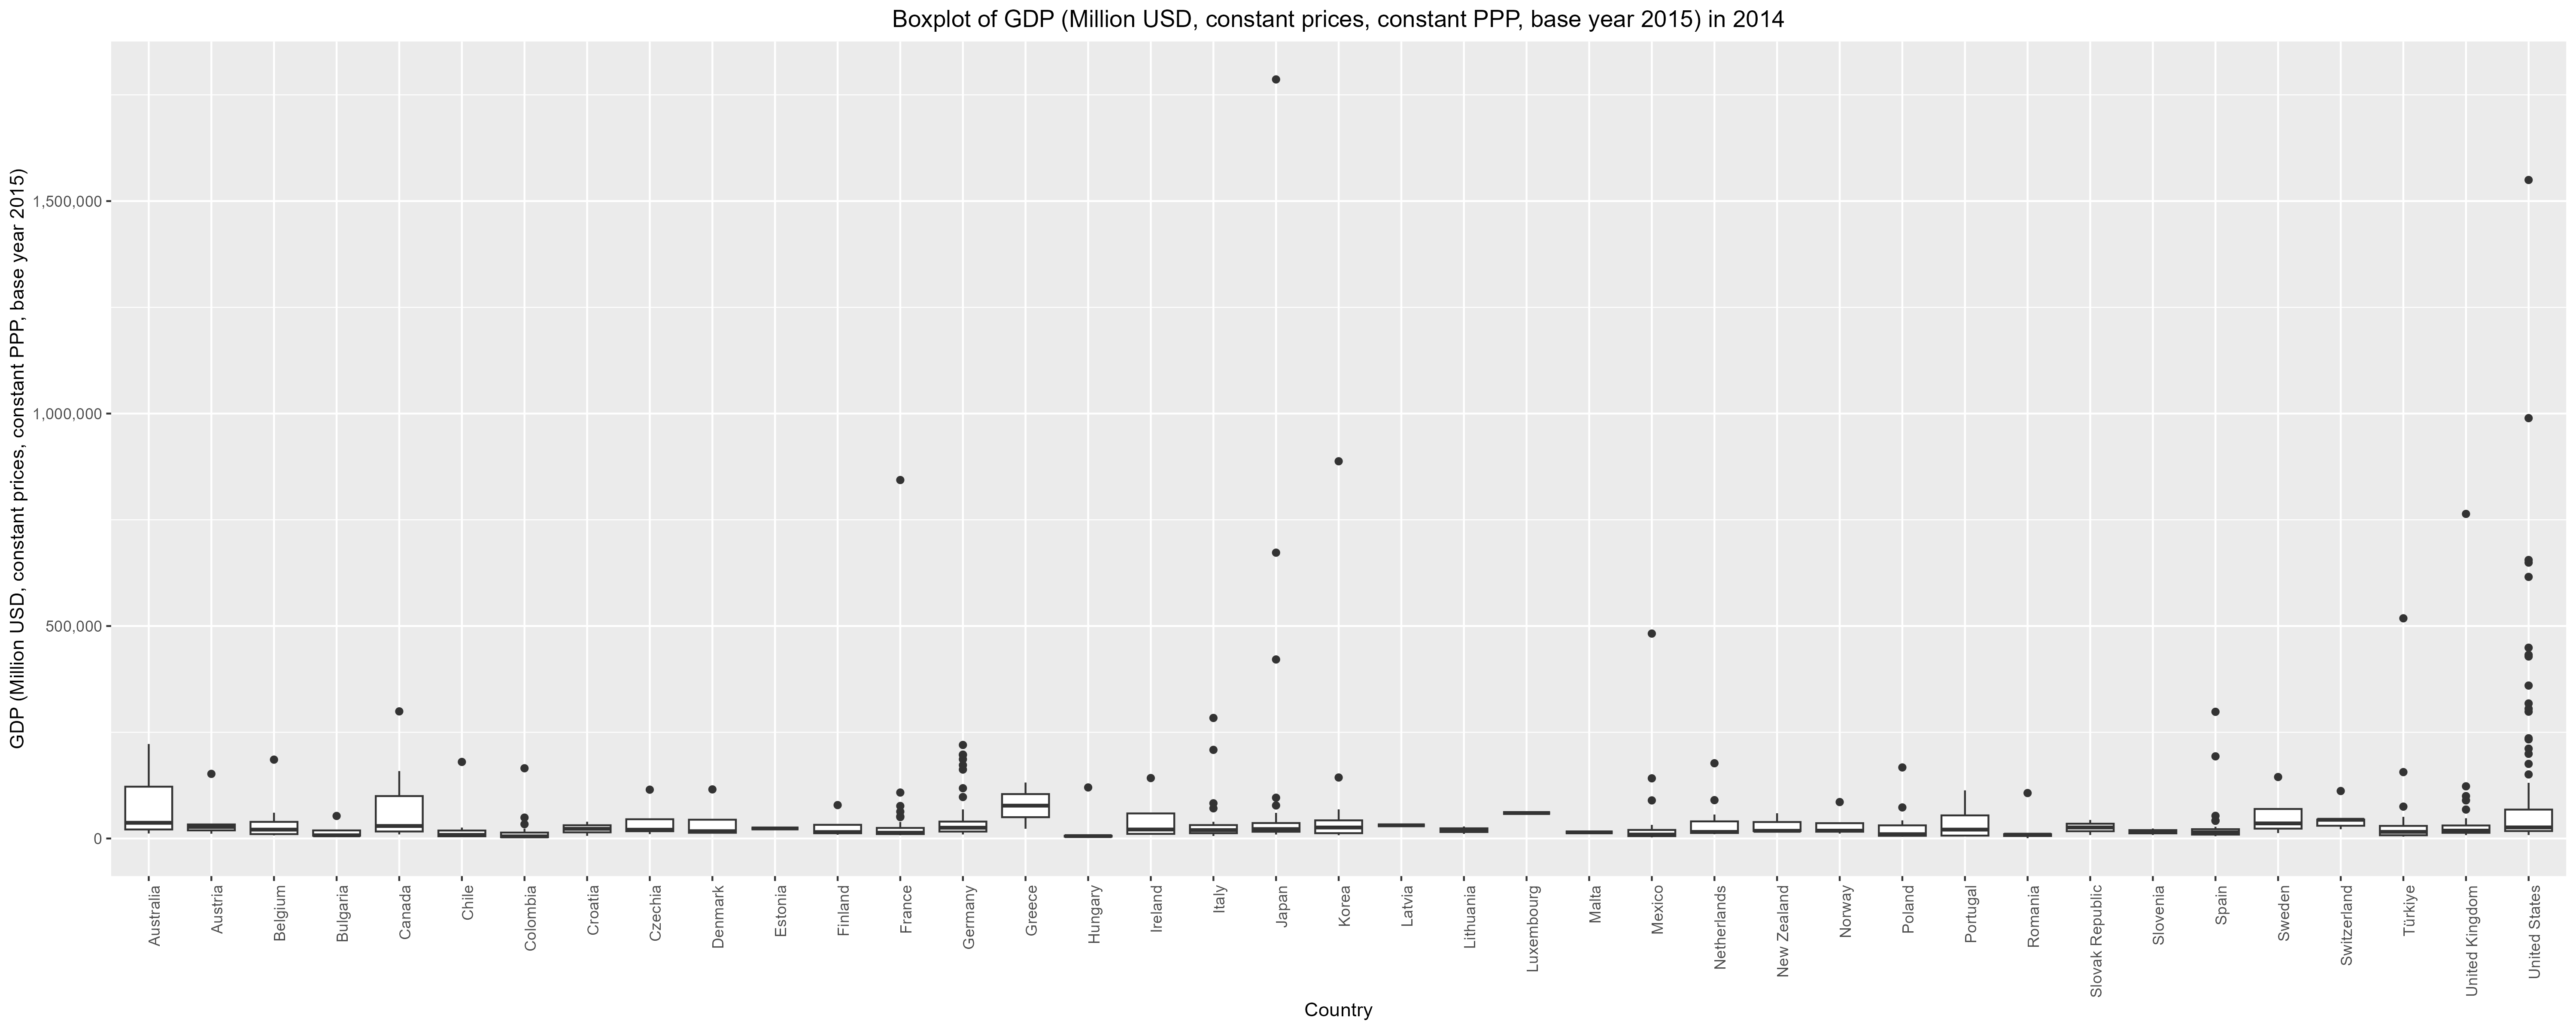 Boxplot of GDP (Million USD, constant prices, constant PPP, base year 2015) in 2014
GDP (Million USD, constant prices, constant PPP, base year 2015)
1,500,000
1,000,000
500,000
0
Australia
Austria
Belgium
Bulgaria
Canada
Chile
Colombia
Croatia
Czechia
Denmark
Estonia
Finland
France
Germany
Greece
Hungary
Ireland
Italy
Japan
Korea
Latvia
Lithuania
Luxembourg
Malta
Mexico
Netherlands
New Zealand
Norway
Poland
Portugal
Romania
Slovak Republic
Slovenia
Spain
Sweden
Switzerland
Türkiye
United Kingdom
United States
Country